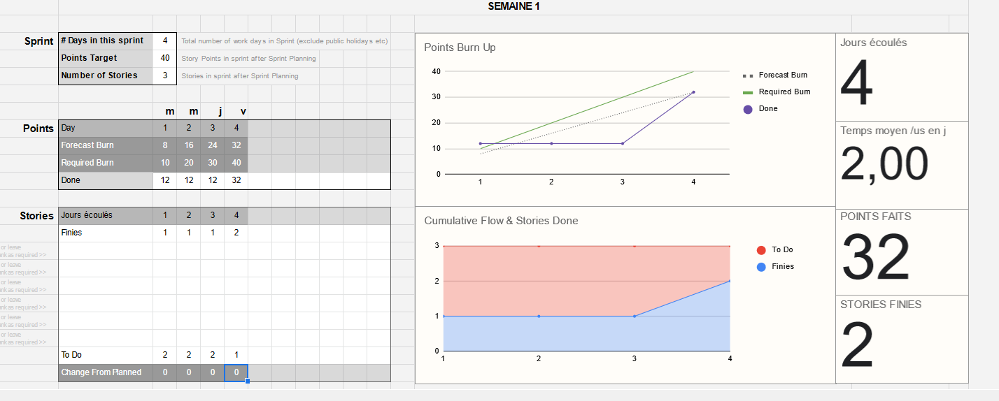 SEMAINE 1
Sprint
# Days in this sprint 4 Total number of work days in Sprint (exclude public holidays etc)
Points Target 40 Story Points in sprint after Sprint Planning
Number of Stories 3 Stories in sprint after Sprint Planning
m m j v
Points
Day 1 2 3 4
Forecast Burn 8 16 24 32
Required Burn 10 20 30 40
Done 12 12 12 32
Stories
Jours écoulés 1 2 3 4
Finies 1 1 1 2
or leave
as required >>
or leave
as required >>
or leave
as required >>
or leave
as required >>
or leave
as required >>
or leave
as required >>
To Do 2 2 2 1
Change From Planned 0 0 0 0
Points Burn Up
40
30
20
10
0
1 2 3 4
Forecast Burn
Required Burn
Done
Cumulative Flow & Stories Done
3
2
1
0
1 2 3 4
To Do
Finies
Jours écoulés
4
Temps moyen /us en j
2,00
POINTS FAITS
32
STORIES FINIES
2